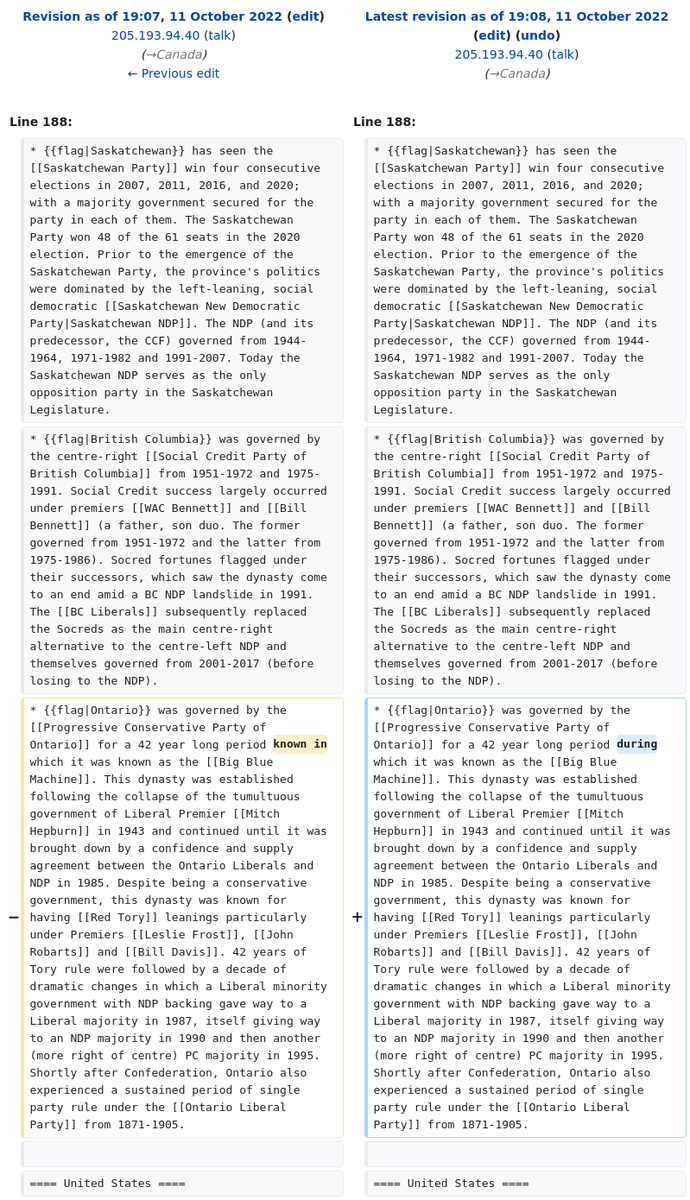 Revision as of 19:07, 11 October 2022 (edit)
205.193.94.40 (talk)
(→Canada)
← Previous edit
Line 188:
* {{flag|Saskatchewan}} has seen the
[[Saskatchewan Party]] win four consecutive
elections in 2007, 2011, 2016, and 2020;
with a majority government secured for the
party in each of them. The Saskatchewan
Party won 48 of the 61 seats in the 2020
election. Prior to the emergence of the
Saskatchewan Party, the province's politics
were dominated by the left-leaning, social
democratic [[Saskatchewan New Democratic
Party|Saskatchewan NDP]]. The NDP (and its
predecessor, the CCF) governed from 1944-
1964, 1971-1982 and 1991-2007. Today the
Saskatchewan NDP serves as the only
opposition party in the Saskatchewan
Legislature.
* {{flag|British Columbia}} was governed by
the centre-right [[Social Credit Party of
British Columbia]] from 1951-1972 and 1975-
1991. Social Credit success largely occurred
under premiers [[WAC Bennett]] and [[Bill
Bennett]] (a father, son duo. The former
governed from 1951-1972 and the latter from
1975-1986). Socred fortunes flagged under
their successors, which saw the dynasty come
to an end amid a BC NDP landslide in 1991.
The [[BC Liberals]] subsequently replaced
the Socreds as the main centre-right
alternative to the centre-left NDP and
themselves governed from 2001-2017 (before
losing to the NDP).
−
* {{flag|Ontario}} was governed by the
[[Progressive Conservative Party of
Ontario]] for a 42 year long period known in
which it was known as the [[Big Blue
Machine]]. This dynasty was established
following the collapse of the tumultuous
government of Liberal Premier [[Mitch
Hepburn]] in 1943 and continued until it was
brought down by a confidence and supply
agreement between the Ontario Liberals and
NDP in 1985. Despite being a conservative
government, this dynasty was known for
having [[Red Tory]] leanings particularly
under Premiers [[Leslie Frost]], [[John
Robarts]] and [[Bill Davis]]. 42 years of
Tory rule were followed by a decade of
dramatic changes in which a Liberal minority
government with NDP backing gave way to a
Liberal majority in 1987, itself giving way
to an NDP majority in 1990 and then another
(more right of centre) PC majority in 1995.
Shortly after Confederation, Ontario also
experienced a sustained period of single
party rule under the [[Ontario Liberal
Party]] from 1871-1905.
==== United States ====
Latest revision as of 19:08, 11 October 2022
(edit) (undo)
205.193.94.40 (talk)
(→Canada)
Line 188:
* {{flag|Saskatchewan}} has seen the
[[Saskatchewan Party]] win four consecutive
elections in 2007, 2011, 2016, and 2020;
with a majority government secured for the
party in each of them. The Saskatchewan
Party won 48 of the 61 seats in the 2020
election. Prior to the emergence of the
Saskatchewan Party, the province's politics
were dominated by the left-leaning, social
democratic [[Saskatchewan New Democratic
Party|Saskatchewan NDP]]. The NDP (and its
predecessor, the CCF) governed from 1944-
1964, 1971-1982 and 1991-2007. Today the
Saskatchewan NDP serves as the only
opposition party in the Saskatchewan
Legislature.
* {{flag|British Columbia}} was governed by
the centre-right [[Social Credit Party of
British Columbia]] from 1951-1972 and 1975-
1991. Social Credit success largely occurred
under premiers [[WAC Bennett]] and [[Bill
Bennett]] (a father, son duo. The former
governed from 1951-1972 and the latter from
1975-1986). Socred fortunes flagged under
their successors, which saw the dynasty come
to an end amid a BC NDP landslide in 1991.
The [[BC Liberals]] subsequently replaced
the Socreds as the main centre-right
alternative to the centre-left NDP and
themselves governed from 2001-2017 (before
losing to the NDP).
+
* {{flag|Ontario}} was governed by the
[[Progressive Conservative Party of
Ontario]] for a 42 year long period during
which it was known as the [[Big Blue
Machine]]. This dynasty was established
following the collapse of the tumultuous
government of Liberal Premier [[Mitch
Hepburn]] in 1943 and continued until it was
brought down by a confidence and supply
agreement between the Ontario Liberals and
NDP in 1985. Despite being a conservative
government, this dynasty was known for
having [[Red Tory]] leanings particularly
under Premiers [[Leslie Frost]], [[John
Robarts]] and [[Bill Davis]]. 42 years of
Tory rule were followed by a decade of
dramatic changes in which a Liberal minority
government with NDP backing gave way to a
Liberal majority in 1987, itself giving way
to an NDP majority in 1990 and then another
(more right of centre) PC majority in 1995.
Shortly after Confederation, Ontario also
experienced a sustained period of single
party rule under the [[Ontario Liberal
Party]] from 1871-1905.
==== United States ====